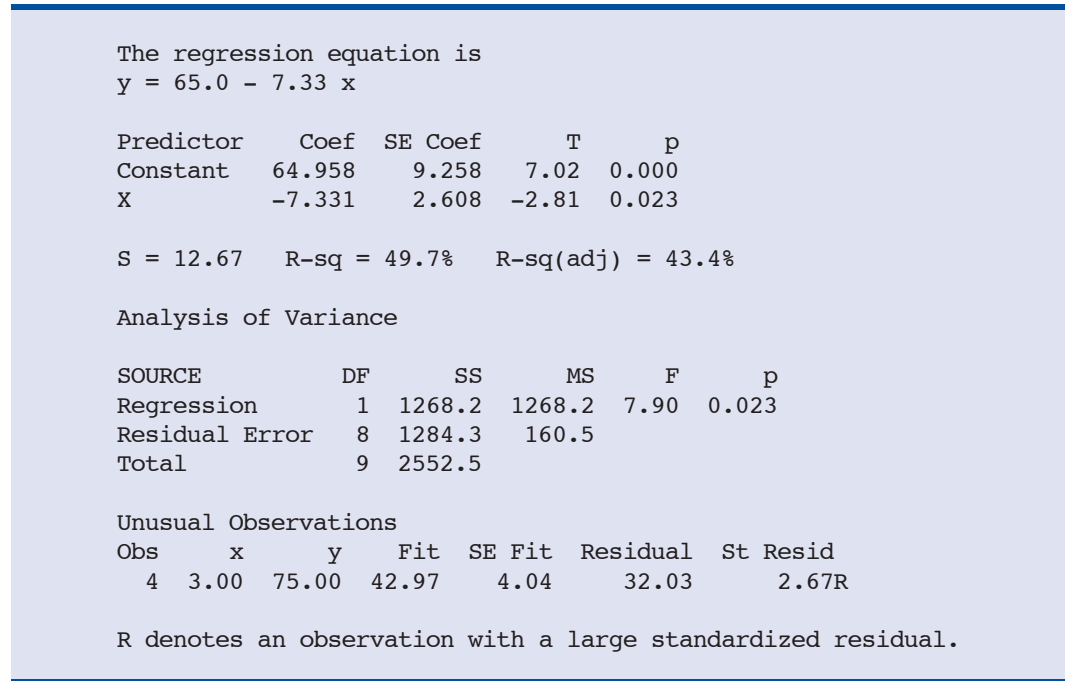 The regression equation is
y = 65.0 – 7.33 x
Predictor Coef SE Coef T p
Constant 64.958 9.258 7.02 0.000
X –7.331 2.608 –2.81 0.023
S = 12.67 R–sq = 49.7% R–sq(adj) = 43.4%
Analysis of Variance
SOURCE DF SS MS F p
Regression 1 1268.2 1268.2 7.90 0.023
Residual Error 8 1284.3 160.5
Total 9 2552.5
Unusual Observations
Obs x y Fit SE Fit Residual St Resid
4 3.00 75.00 42.97 4.04 32.03 2.67R
R denotes an observation with a large standardized residual.